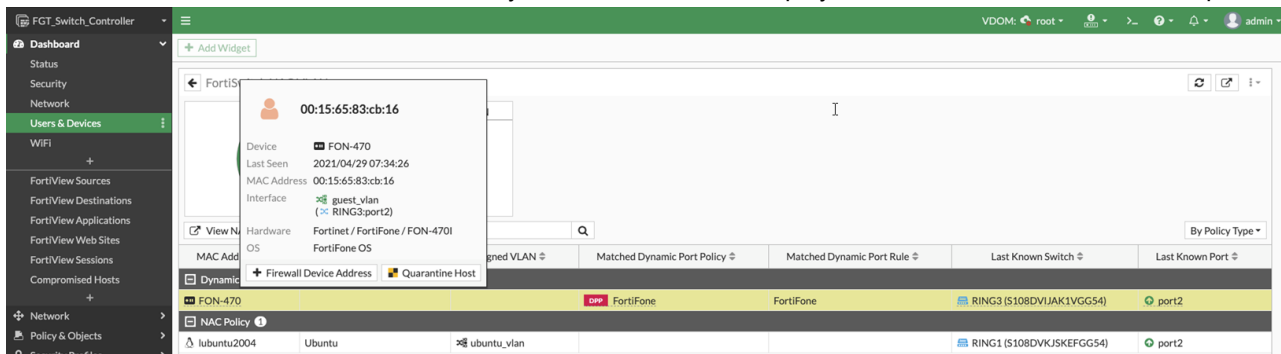 FGT_Switch_Controller
VDOM: root
>_
admin
Dashboard
+ Add Widget
Status
Security
Network
Users & Devices
WiFi
+
FortiView Sources
FortiView Destinations
FortiView Applications
FortiView Web Sites
FortiView Sessions
Compromised Hosts
+
Network
Policy & Objects
00:15:65:83:cb:16
Device FON-470
Last Seen 2021/04/29 07:34:26
MAC Address 00:15:65:83:cb:16
Interface guest_vlan
(RING3:port2)
Hardware Fortinet / FortiFone / FON-470I
OS FortiFone OS
+ Firewall Device Address Quarantine Host
View
By Policy Type
MAC Matched Dynamic Port Policy Matched Dynamic Port Rule Last Known Switch Last Known Port
VLAN
Dynamic
FON-470 DPP FortiFone FortiFone RING3 (S108DVIJAK1VGG54) port2
NAC Policy 1
lubuntu2004 Ubuntu ubuntu_vlan RING1 (S108DVKJSKEFGG54) port2